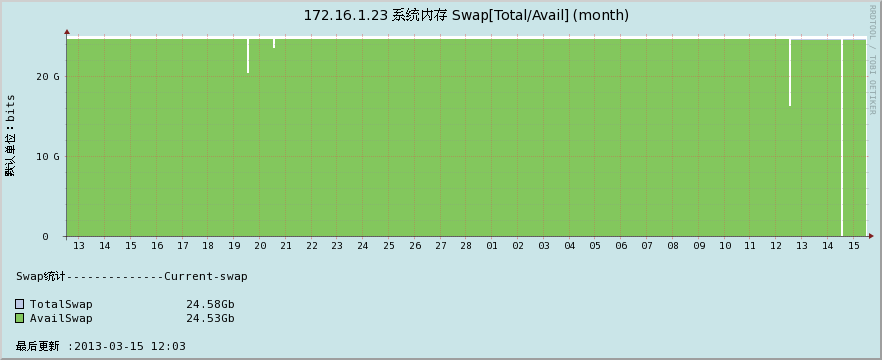 172.16.1.23 系统内存 Swap[Total/Avail] (month)
RRDTOOL / TOBI OETIKER
默认单位：bits
20 G
10 G
0
13 14 15 16 17 18 19 20 21 22 23 24 25 26 27 28 01 02 03 04 05 06 07 08 09 10 11 12 13 14 15
Swap统计--------------Current-swap
TotalSwap 24.58Gb
AvailSwap 24.53Gb
最后更新 :2013-03-15 12:03